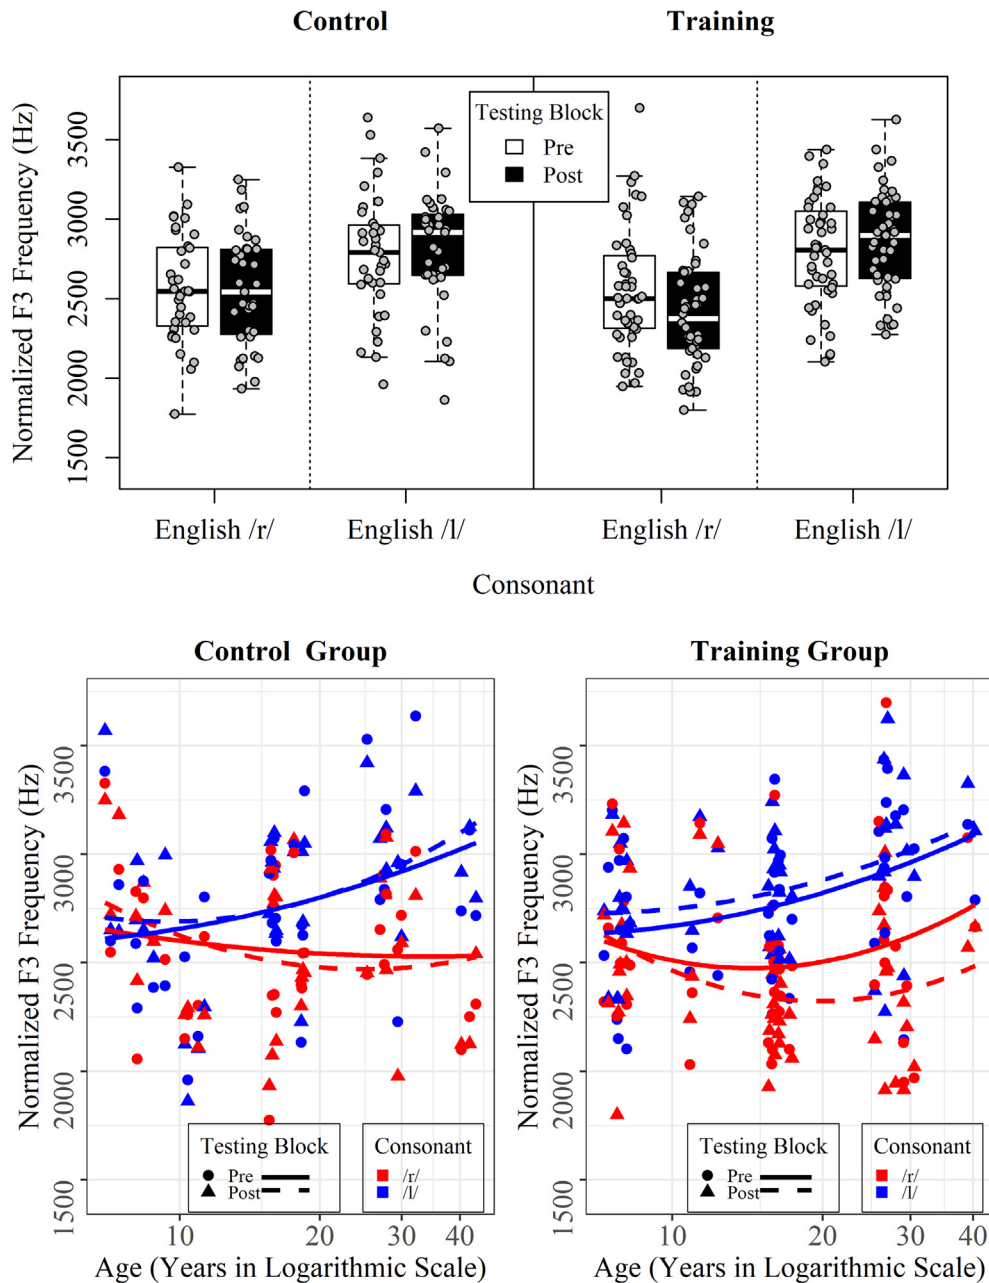 Control Training
Normalized F3 Frequency (Hz)
3500
3000
2500
2000
1500
Testing Block
Pre
Post
English /r/ English /l/ English /r/ English /l/
Consonant
Control Group
Normalized F3 Frequency (Hz)
3500
3000
2500
2000
1500
Testing Block
Pre
Post
Consonant
/r/
/l/
10 20 30 40
Age (Years in Logarithmic Scale)
Training Group
Normalized F3 Frequency (Hz)
3500
3000
2500
2000
1500
Testing Block
Pre
Post
Consonant
/r/
/l/
10 20 30 40
Age (Years in Logarithmic Scale)